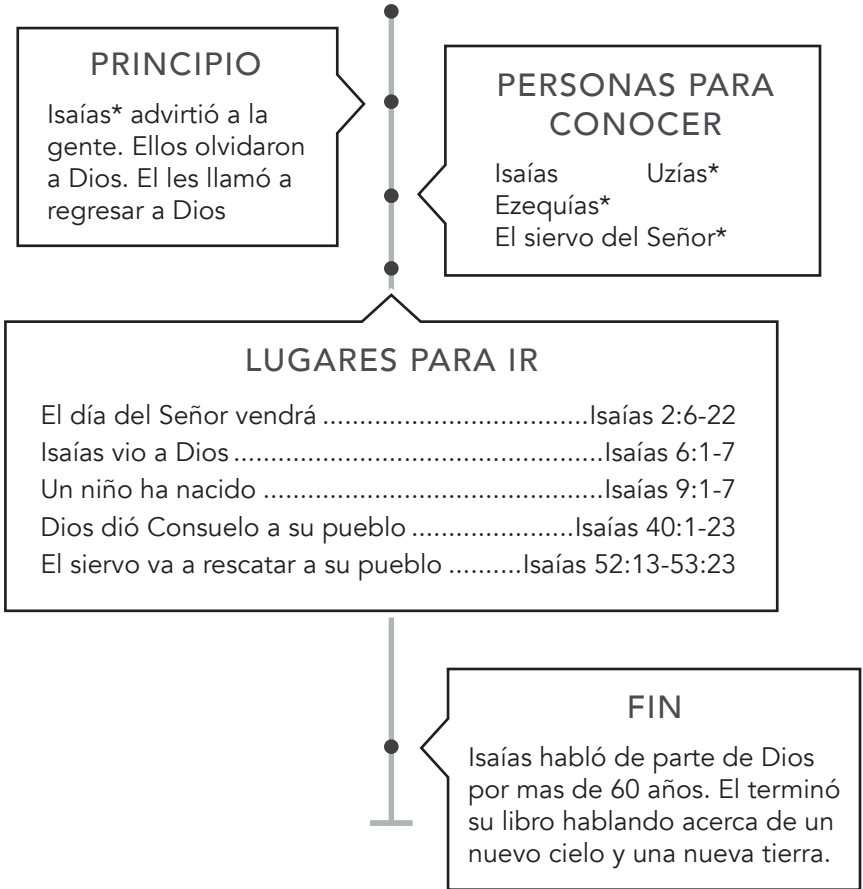 PRINCIPIO
Isaías* advirtió a la
gente. Ellos olvidaron
a Dios. El les llamó a
regresar a Dios
PERSONAS PARA
CONOCER
Isaías Uzías*
Ezequías*
El siervo del Señor*
LUGARES PARA IR
El día del Señor vendrá .................................Isaías 2:6-22
Isaías vio a Dios..............................................Isaías 6:1-7
Un niño ha nacido ..........................................Isaías 9:1-7
Dios dió Consuelo a su pueblo ....................Isaías 40:1-23
El siervo va a rescatar a su pueblo ..........Isaías 52:13-53:23
FIN
Isaías habló de parte de Dios
por mas de 60 años. El terminó
su libro hablando acerca de un
nuevo cielo y una nueva tierra.